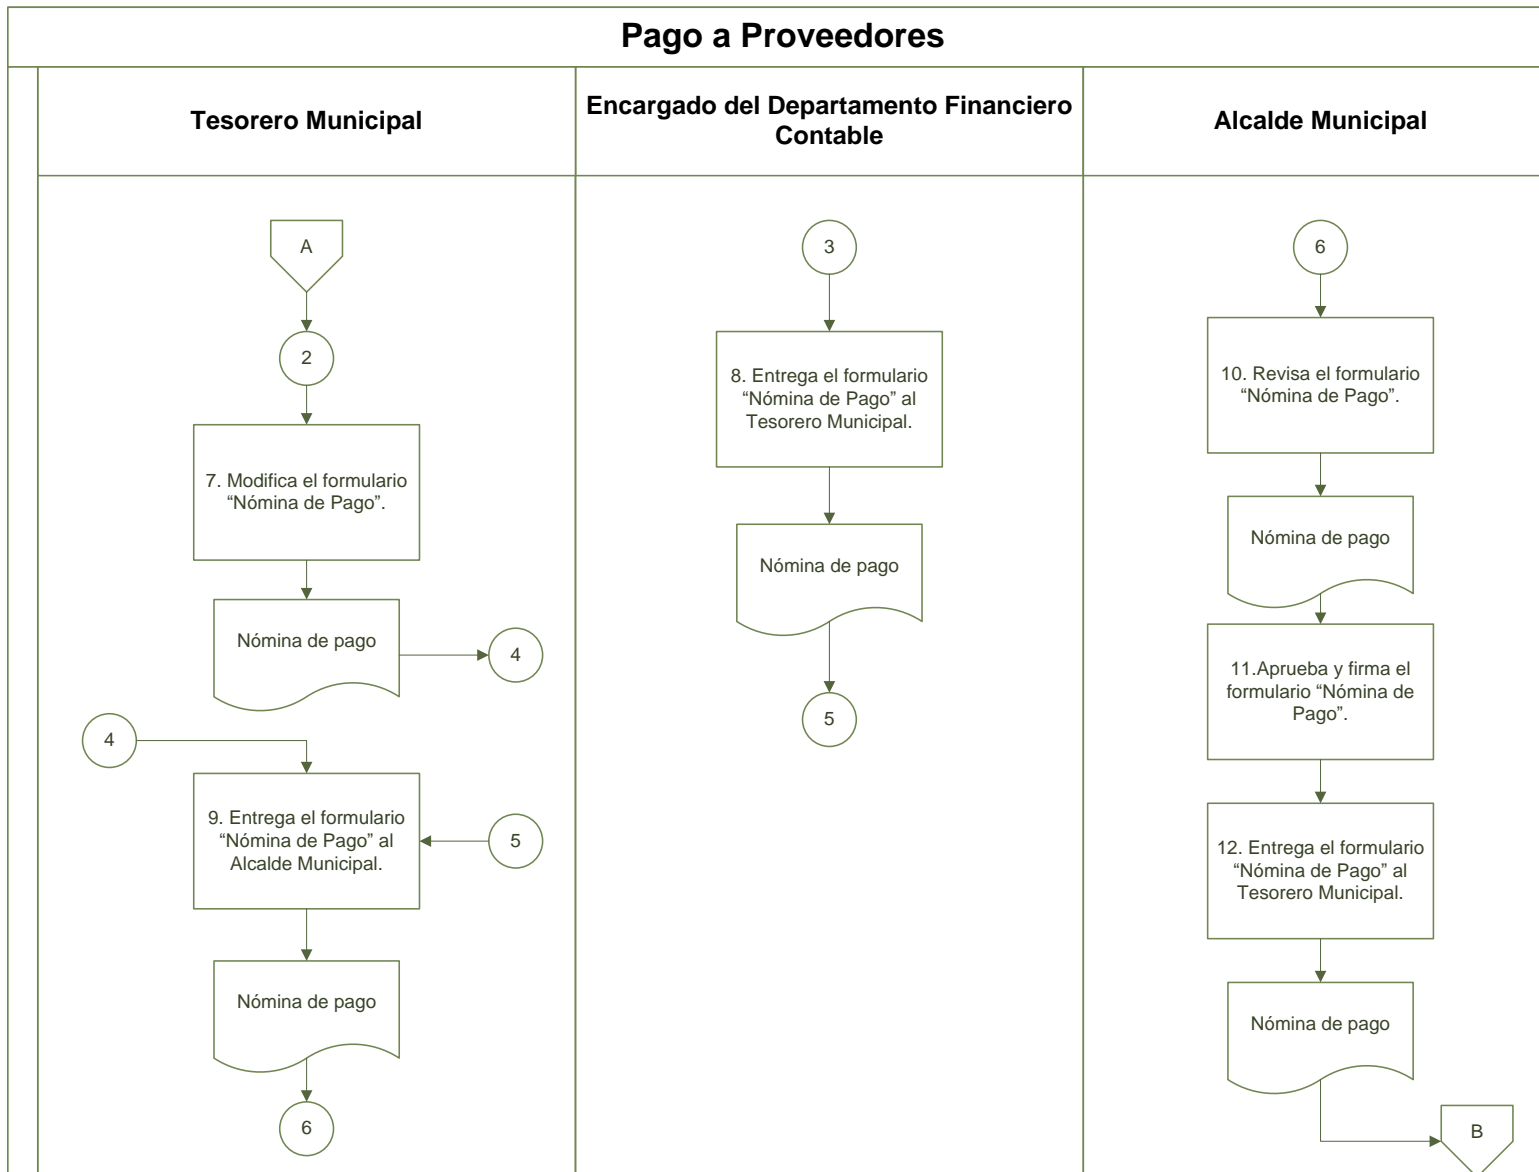 Pago a Proveedores
Tesorero Municipal
Encargado del Departamento Financiero
Contable
Alcalde Municipal
A
2
7. Modifica el formulario
“Nómina de Pago”.
Nómina de pago
4
4
9. Entrega el formulario
“Nómina de Pago” al
Alcalde Municipal.
5
Nómina de pago
6
3
8. Entrega el formulario
“Nómina de Pago” al
Tesorero Municipal.
Nómina de pago
5
6
10. Revisa el formulario
“Nómina de Pago”.
Nómina de pago
11.Aprueba y firma el
formulario “Nómina de
Pago”.
12. Entrega el formulario
“Nómina de Pago” al
Tesorero Municipal.
Nómina de pago
B